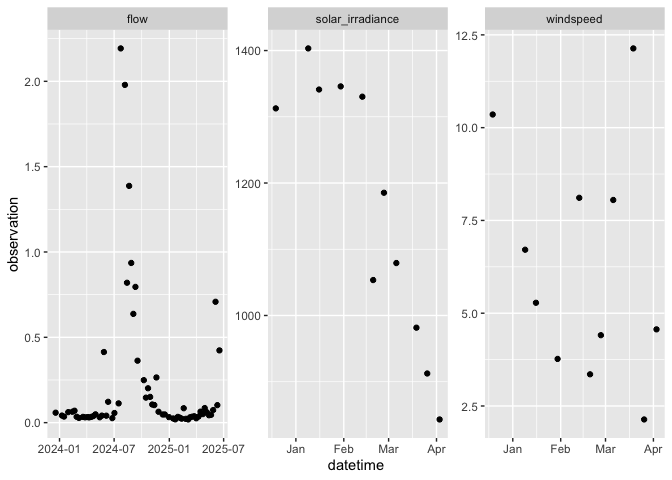 flow
solar_irradiance
windspeed
observation
2.0
1.5
1.0
0.5
0.0
1400
1200
1000
12.5
10.0
7.5
5.0
2.5
2024-01 2024-07 2025-01 2025-07
Jan Feb Mar Apr
Jan Feb Mar Apr
datetime